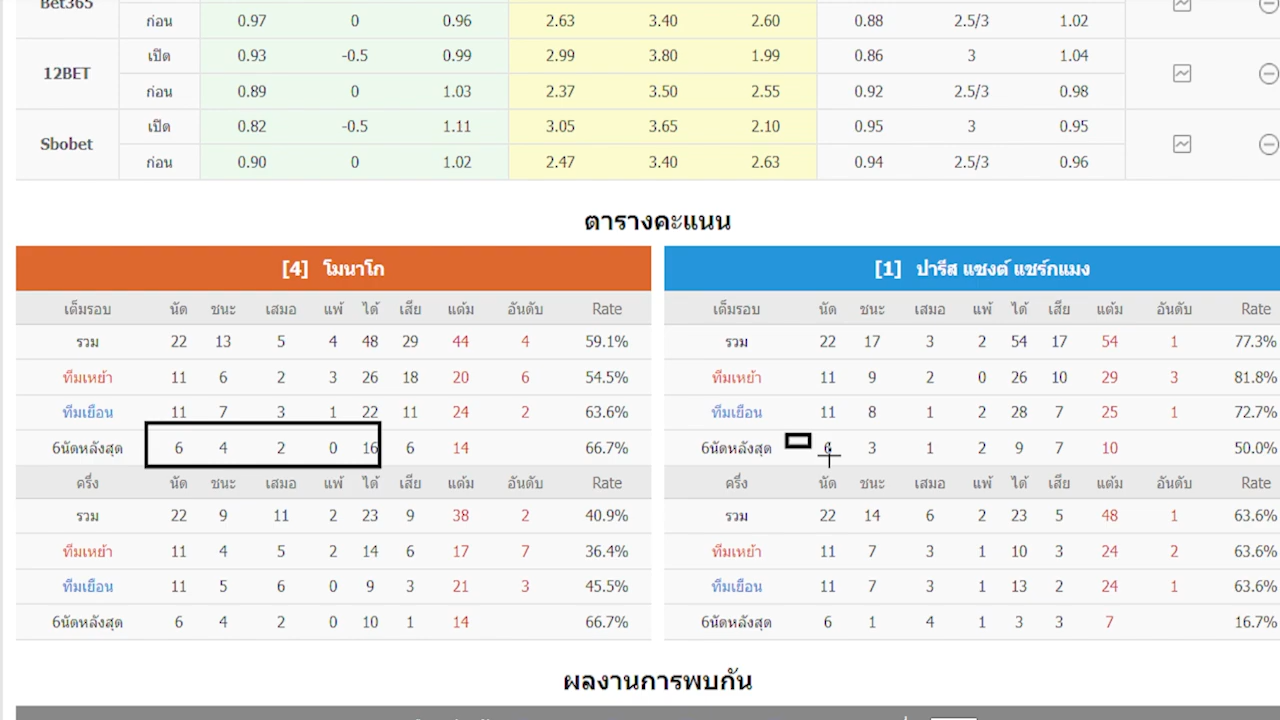 Bet365
ก่อน 0.97 0 0.96 2.63 3.40 2.60 0.88 2.5/3 1.02
12BET
เปิด 0.93 -0.5 0.99 2.99 3.80 1.99 0.86 3 1.04
ก่อน 0.89 0 1.03 2.37 3.50 2.55 0.92 2.5/3 0.98
Sbobet
เปิด 0.82 -0.5 1.11 3.05 3.65 2.10 0.95 3 0.95
ก่อน 0.90 0 1.02 2.47 3.40 2.63 0.94 2.5/3 0.96
ตารางคะแนน
[4] โมนาโก
เต็มรอบ นัด ชนะ เสมอ แพ้ ได้ เสีย แต้ม อันดับ Rate
รวม 22 13 5 4 48 29 44 4 59.1%
ทีมเหย้า 11 6 2 3 26 18 20 6 54.5%
ทีมเยือน 11 7 3 1 22 11 24 2 63.6%
6นัดหลังสุด 6 4 2 0 16 6 14 66.7%
ครึ่ง นัด ชนะ เสมอ แพ้ ได้ เสีย แต้ม อันดับ Rate
รวม 22 9 11 2 23 9 38 2 40.9%
ทีมเหย้า 11 4 5 2 14 6 17 7 36.4%
ทีมเยือน 11 5 6 0 9 3 21 3 45.5%
6นัดหลังสุด 6 4 2 0 10 1 14 66.7%
[1] ปารีส แซงต์ แชร์กแมง
เต็มรอบ นัด ชนะ เสมอ แพ้ ได้ เสีย แต้ม อันดับ Rate
รวม 22 17 3 2 54 17 54 1 77.3%
ทีมเหย้า 11 9 2 0 26 10 29 3 81.8%
ทีมเยือน 11 8 1 2 28 7 25 1 72.7%
6นัดหลังสุด 6 3 1 2 9 7 10 50.0%
ครึ่ง นัด ชนะ เสมอ แพ้ ได้ เสีย แต้ม อันดับ Rate
รวม 22 14 6 2 23 5 48 1 63.6%
ทีมเหย้า 11 7 3 1 10 3 24 2 63.6%
ทีมเยือน 11 7 3 1 13 2 24 1 63.6%
6นัดหลังสุด 6 1 4 1 3 3 7 16.7%
ผลงานการพบกัน